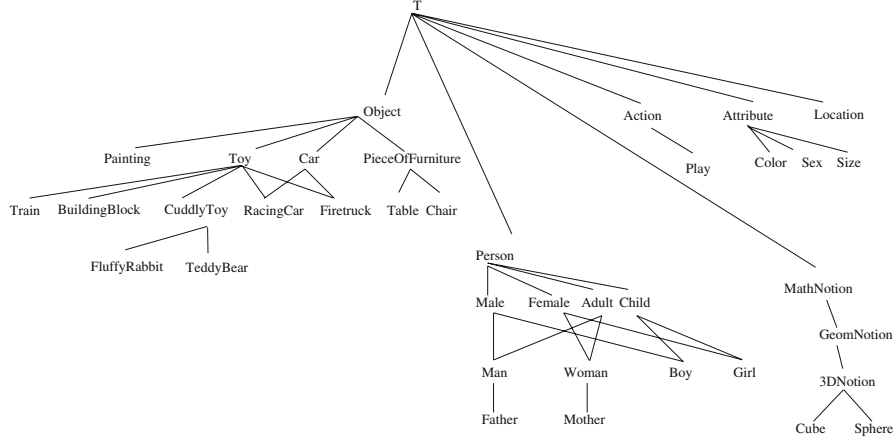 T
Object
Action
Attribute
Location
Painting
Toy
Car
PieceOfFurniture
Play
Color
Sex
Size
Train
BuildingBlock
CuddlyToy
RacingCar
Firetruck
Table
Chair
FluffyRabbit
TeddyBear
Person
MathNotion
Male
Female
Adult
Child
GeomNotion
Man
Woman
Boy
Girl
3DNotion
Father
Mother
Cube
Sphere